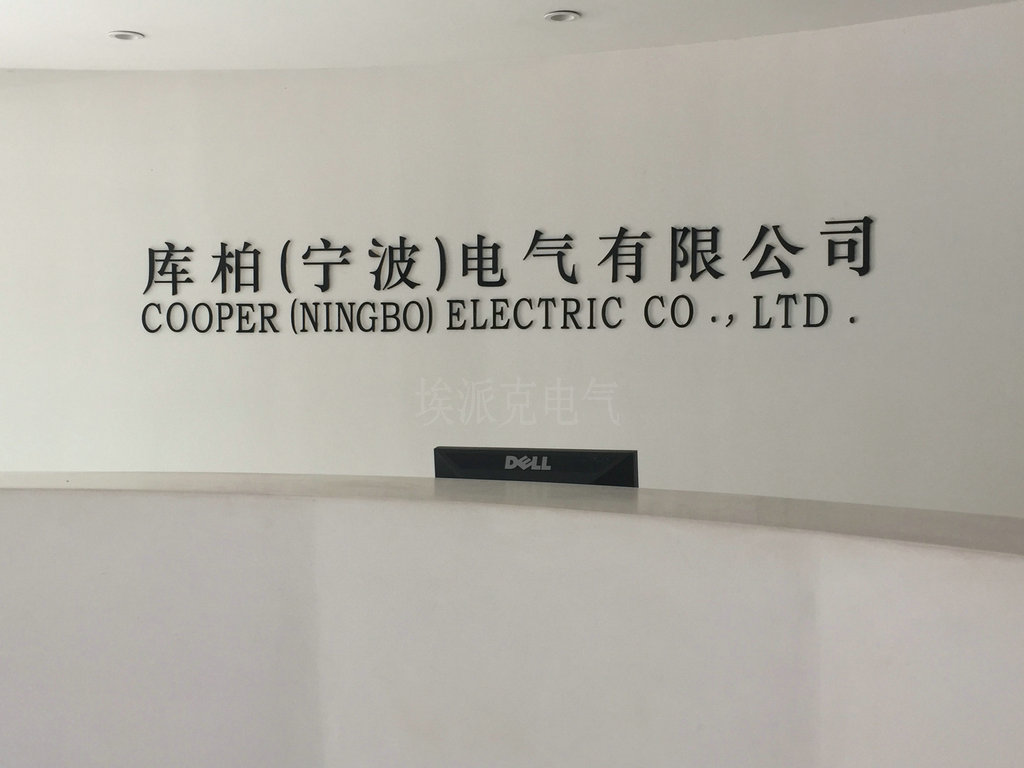 库柏(宁波)电气有限公司
COOPER (NINGBO) ELECTRIC CO ., LTD .
埃派克电气
DELL